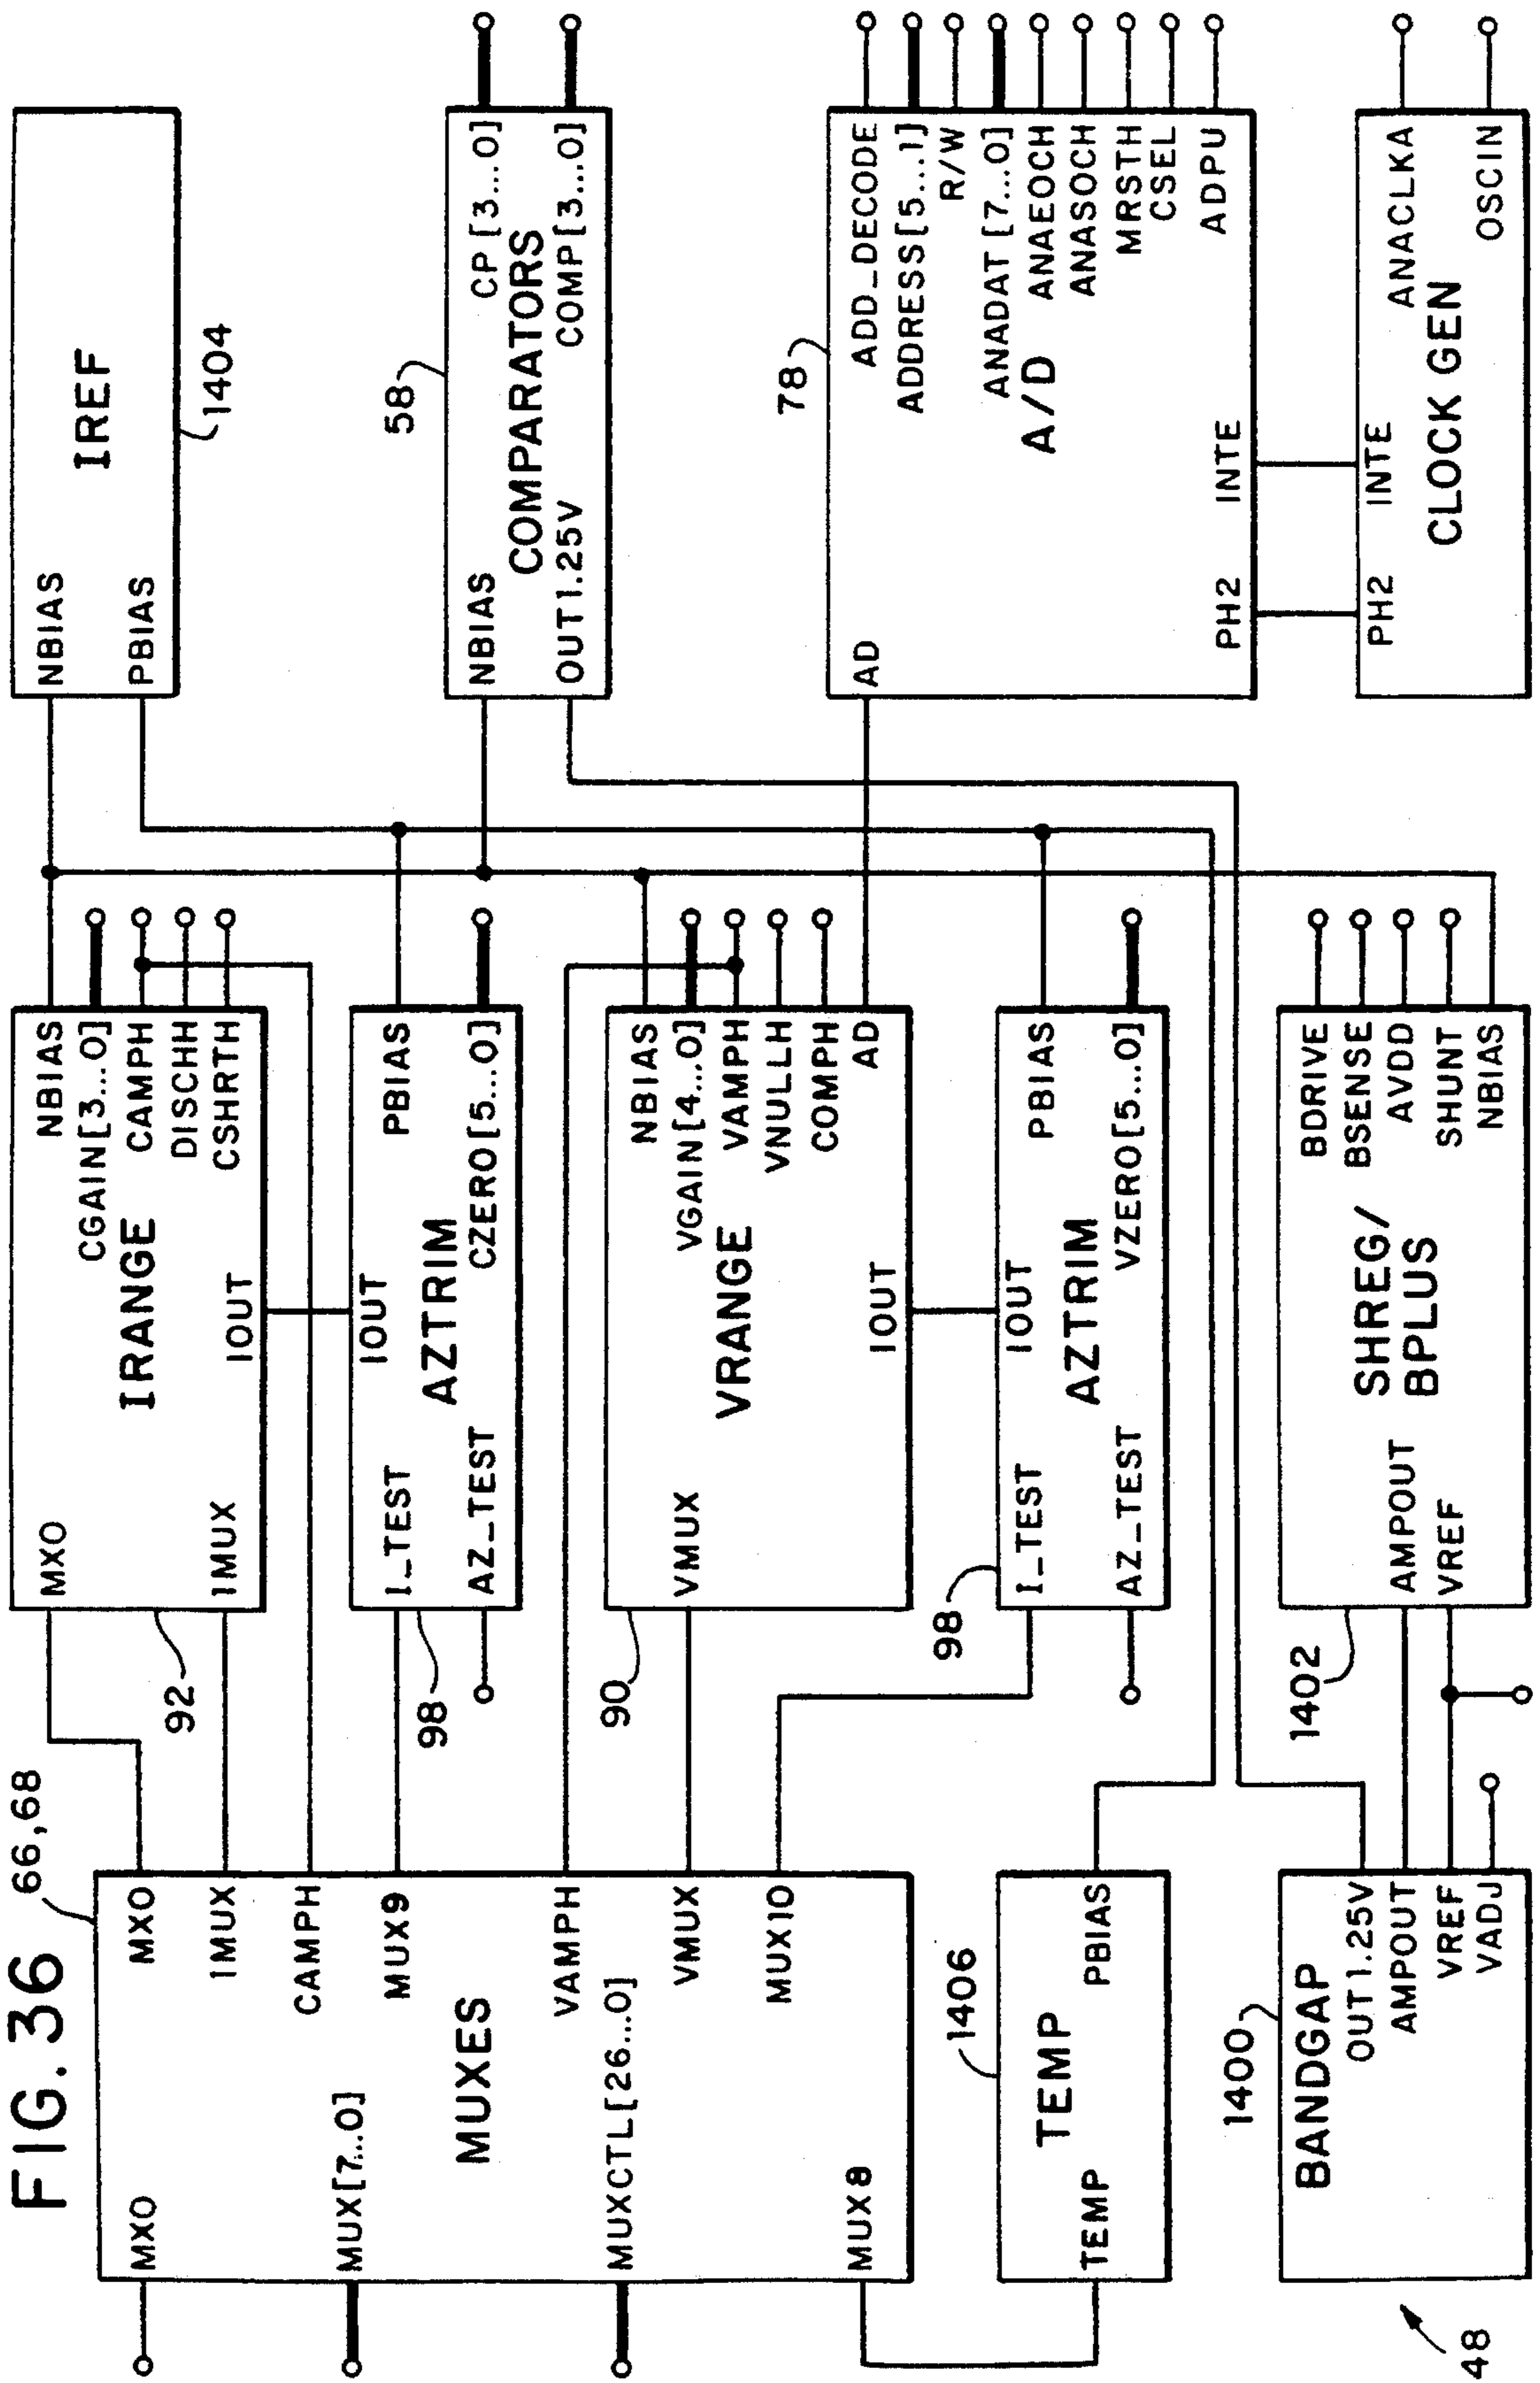 FIG. 36
66,68
MXO
MUX[7...0]
MUXCTL[26...0]
MUX8
MUXES
MXO
IMUX
CAMPH
MUX9
VAMPH
VMUX
MUX10
1406
TEMP
TEMP
PBIAS
1400
BANDGAP
OUT1.25V
AMPOUT
VREF
VADJ
48
MXO
IMUX
IRANGE
IOUT
NBIAS
CGAIN[3...0]
CAMPH
DISCHH
CSHRTH
92
I_TEST
AZ_TEST
IOUT
AZTRIM
PBIAS
CZERO[5...0]
98
VMUX
VRANGE
IOUT
NBIAS
VGAIN[4...0]
VAMPH
VNULLH
COMPH
AD
90
I_TEST
AZ_TEST
IOUT
AZTRIM
PBIAS
VZERO[5...0]
98
AMPOUT
VREF
SHREG/
BPLUS
BDRIVE
BSENSE
AVDD
SHUNT
NBIAS
1402
NBIAS
PBIAS
IREF
1404
NBIAS
OUT1.25V
COMPARATORS
CP[3...0]
COMP[3...0]
58
AD
PH2
INTE
A/D
ADD_DECODE
ADDRESS[5...1]
R/W
ANADAT[7...0]
ANAEOCH
ANASOCH
MRSTH
CSEL
ADPU
78
PH2
INTE
CLOCK GEN
ANACLKA
OSCIN